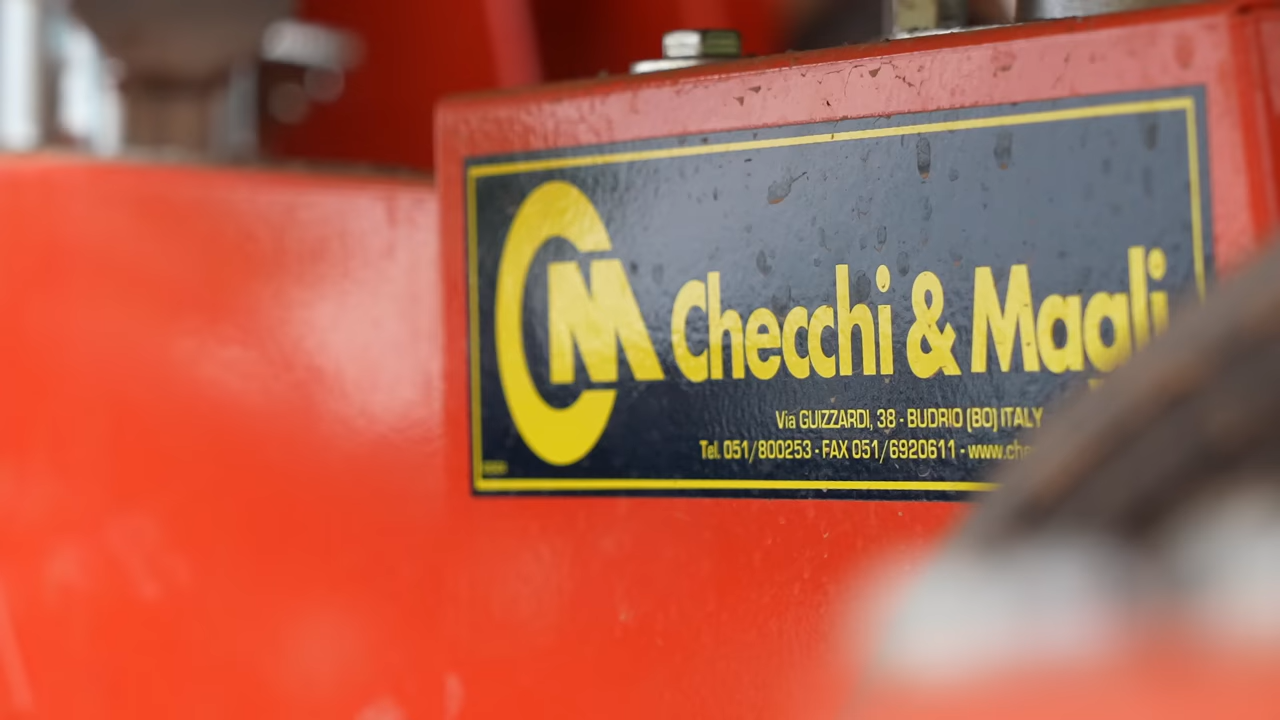 CM Checchi & Magli
Via GUIZZARDI, 38 - BUDRIO (BO) ITALY
Tel. 051/800253 - FAX 051/6920611 - www.che